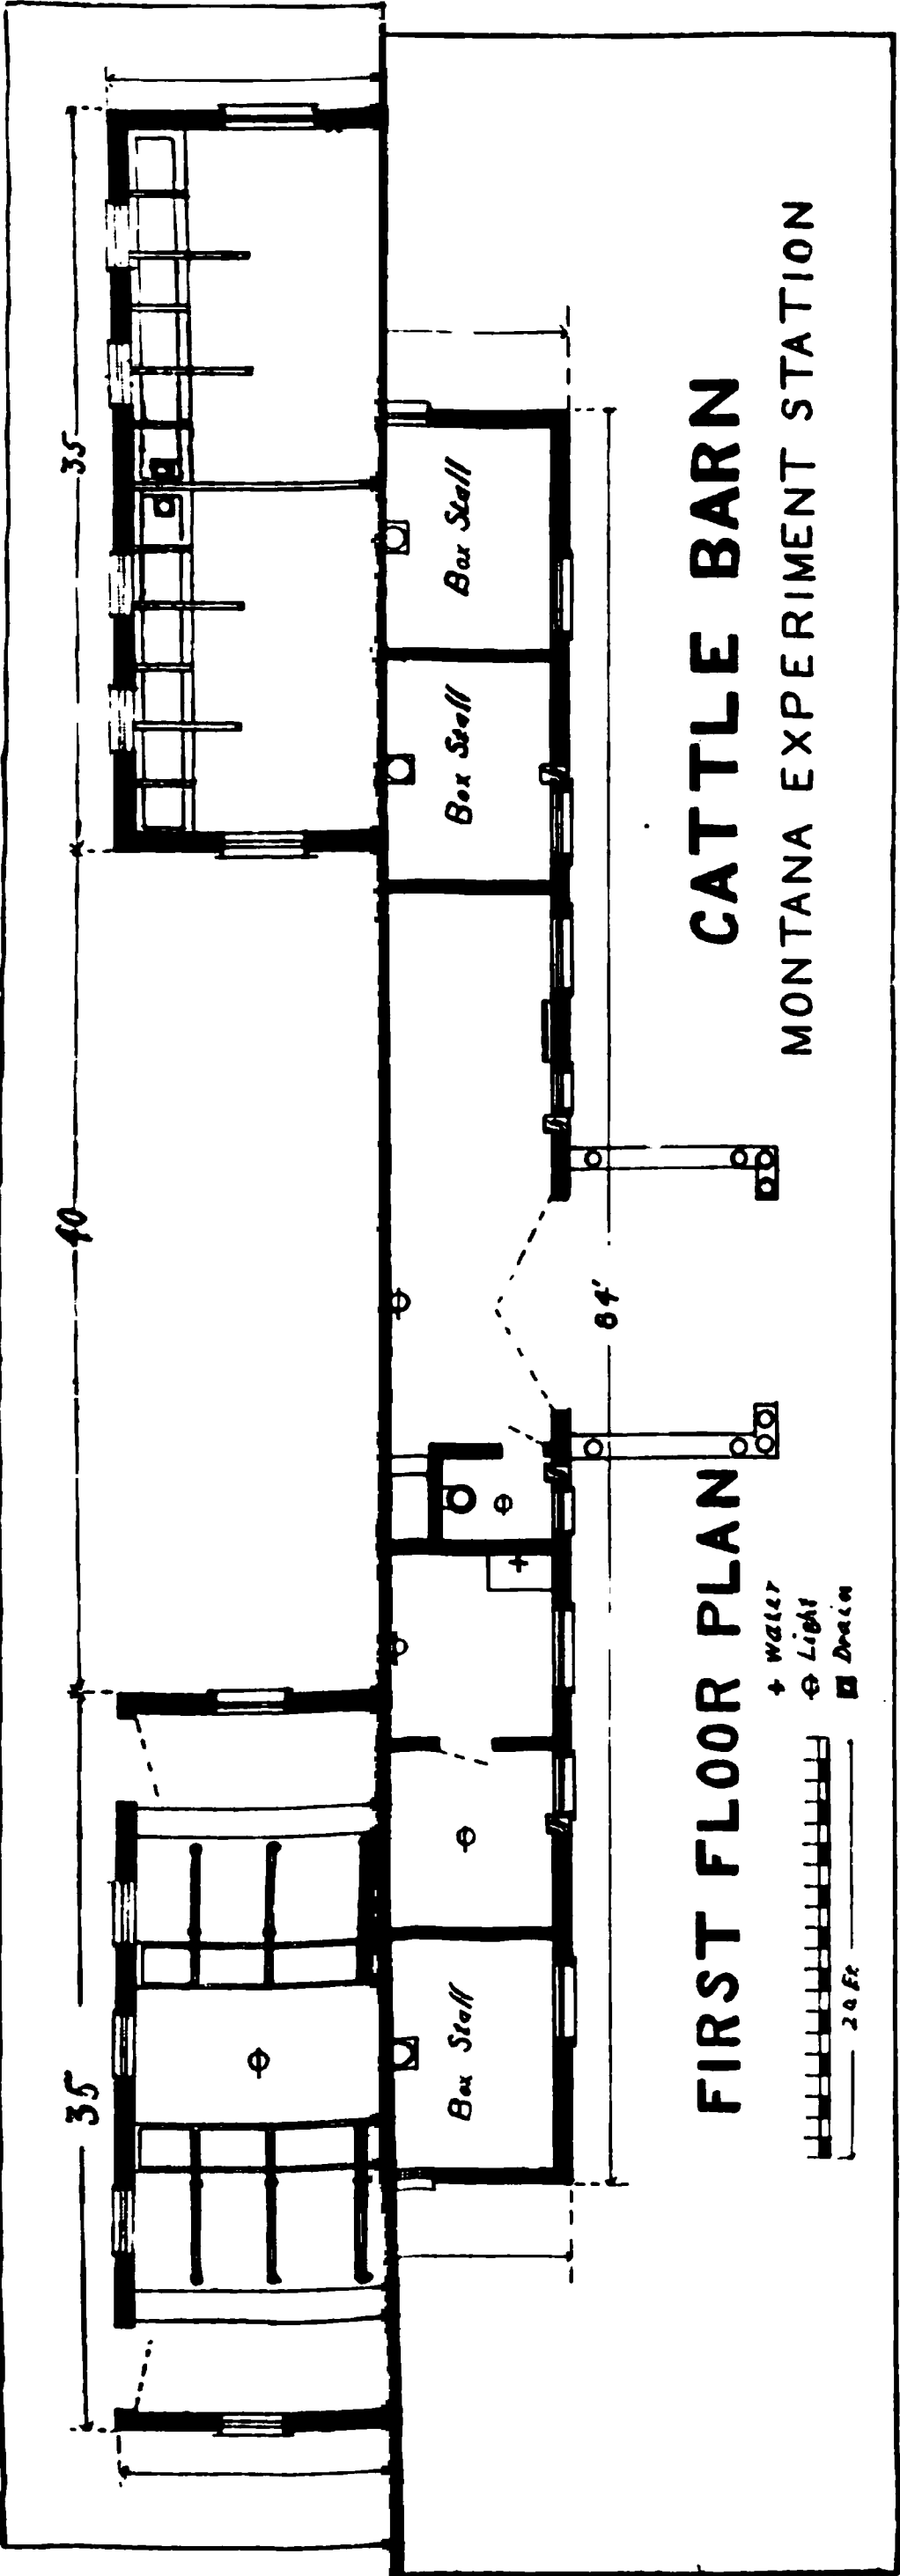 35
40
35
Box Stall
Box Stall
Box Stall
84'
FIRST FLOOR PLAN
CATTLE BARN
MONTANA EXPERIMENT STATION
+ Water
Light
Drain
20 Ft.